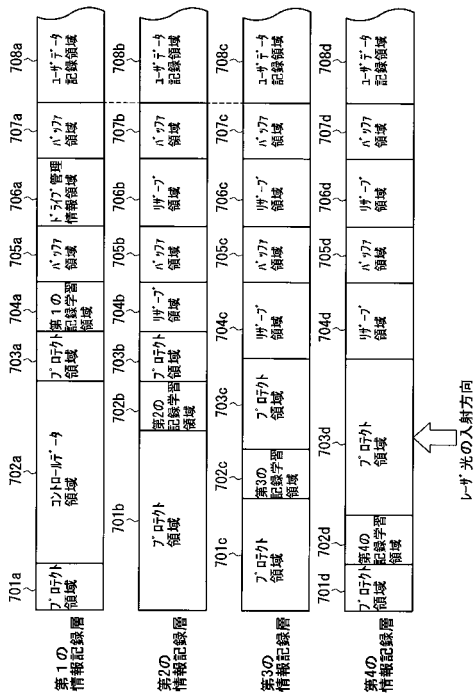 701a
702a
703a
704a
705a
706a
707a
708a
第1の
情報記録層
プロテクト
領域
コントロールデータ
領域
プロテクト
領域
第1の
記録学習
領域
バッファ
領域
ドライブ管理
情報領域
バッファ
領域
ユーザデータ
記録領域
701b
702b
703b
704b
705b
706b
707b
708b
第2の
情報記録層
プロテクト
領域
第2の
記録学習
領域
プロテクト
領域
リザーブ
領域
バッファ
領域
リザーブ
領域
バッファ
領域
ユーザデータ
記録領域
701c
702c
703c
704c
705c
706c
707c
708c
第3の
情報記録層
プロテクト
領域
第3の
記録学習
領域
プロテクト
領域
リザーブ
領域
バッファ
領域
リザーブ
領域
バッファ
領域
ユーザデータ
記録領域
701d
702d
703d
704d
705d
706d
707d
708d
第4の
情報記録層
プロテクト
領域
第4の
記録学習
領域
プロテクト
領域
リザーブ
領域
バッファ
領域
リザーブ
領域
バッファ
領域
ユーザデータ
記録領域
レーザ光の入射方向